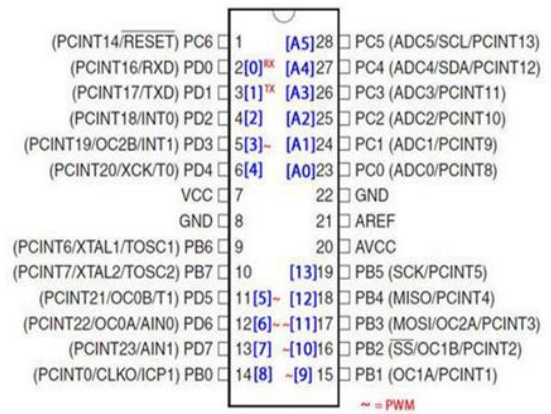 (PCINT14/RESET) PC6 1 [A5] 28 PC5 (ADC5/SCL/PCINT13)
(PCINT16/RXD) PD0 2 [0] RX [A4] 27 PC4 (ADC4/SDA/PCINT12)
(PCINT17/TXD) PD1 3 [1] TX [A3] 26 PC3 (ADC3/PCINT11)
(PCINT18/INT0) PD2 4 [2] [A2] 25 PC2 (ADC2/PCINT10)
(PCINT19/OC2B/INT1) PD3 5 [3]~ [A1] 24 PC1 (ADC1/PCINT9)
(PCINT20/XCK/T0) PD4 6 [4] [A0] 23 PC0 (ADC0/PCINT8)
VCC 7 22 GND
GND 8 21 AREF
(PCINT6/XTAL1/TOSC1) PB6 9 20 AVCC
(PCINT7/XTAL2/TOSC2) PB7 10 [13] 19 PB5 (SCK/PCINT5)
(PCINT21/OC0B/T1) PD5 11 [5]~ [12] 18 PB4 (MISO/PCINT4)
(PCINT22/OC0A/AIN0) PD6 12 [6]~ ~[11] 17 PB3 (MOSI/OC2A/PCINT3)
(PCINT23/AIN1) PD7 13 [7] ~[10] 16 PB2 (SS/OC1B/PCINT2)
(PCINT0/CLKO/ICP1) PB0 14 [8] ~[9] 15 PB1 (OC1A/PCINT1)
~ = PWM